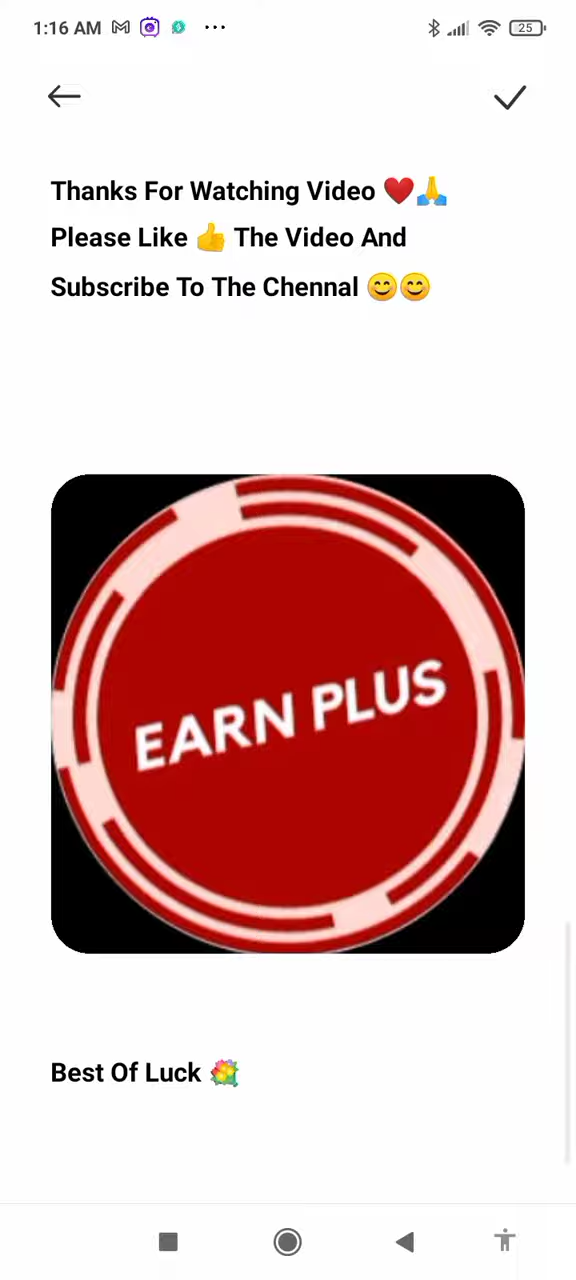 1:16 AM
25
Thanks For Watching Video ❤️🙏
Please Like 👍 The Video And
Subscribe To The Chennal 😊😊
EARN PLUS
Best Of Luck 💐